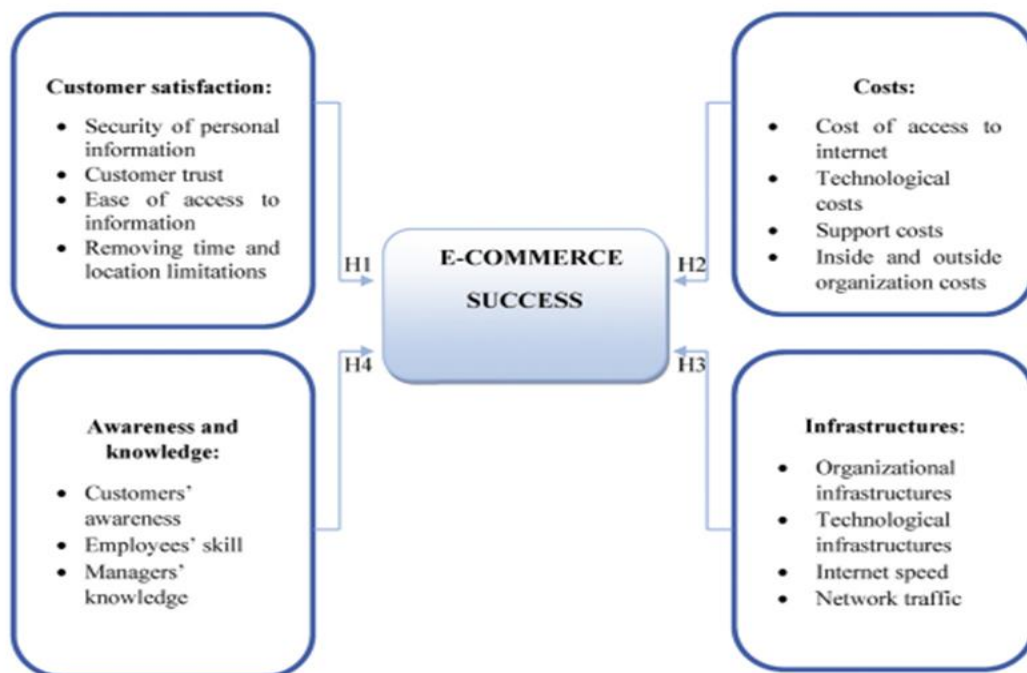 Customer satisfaction:
• Security of personal
information
• Customer trust
• Ease of access to
information
• Removing time and
location limitations
Costs:
• Cost of access to
internet
• Technological
costs
• Support costs
• Inside and outside
organization costs
H1
E-COMMERCE
SUCCESS
H2
H4
H3
Awareness and
knowledge:
• Customers’
awareness
• Employees’ skill
• Managers’
knowledge
Infrastructures:
• Organizational
infrastructures
• Technological
infrastructures
• Internet speed
• Network traffic